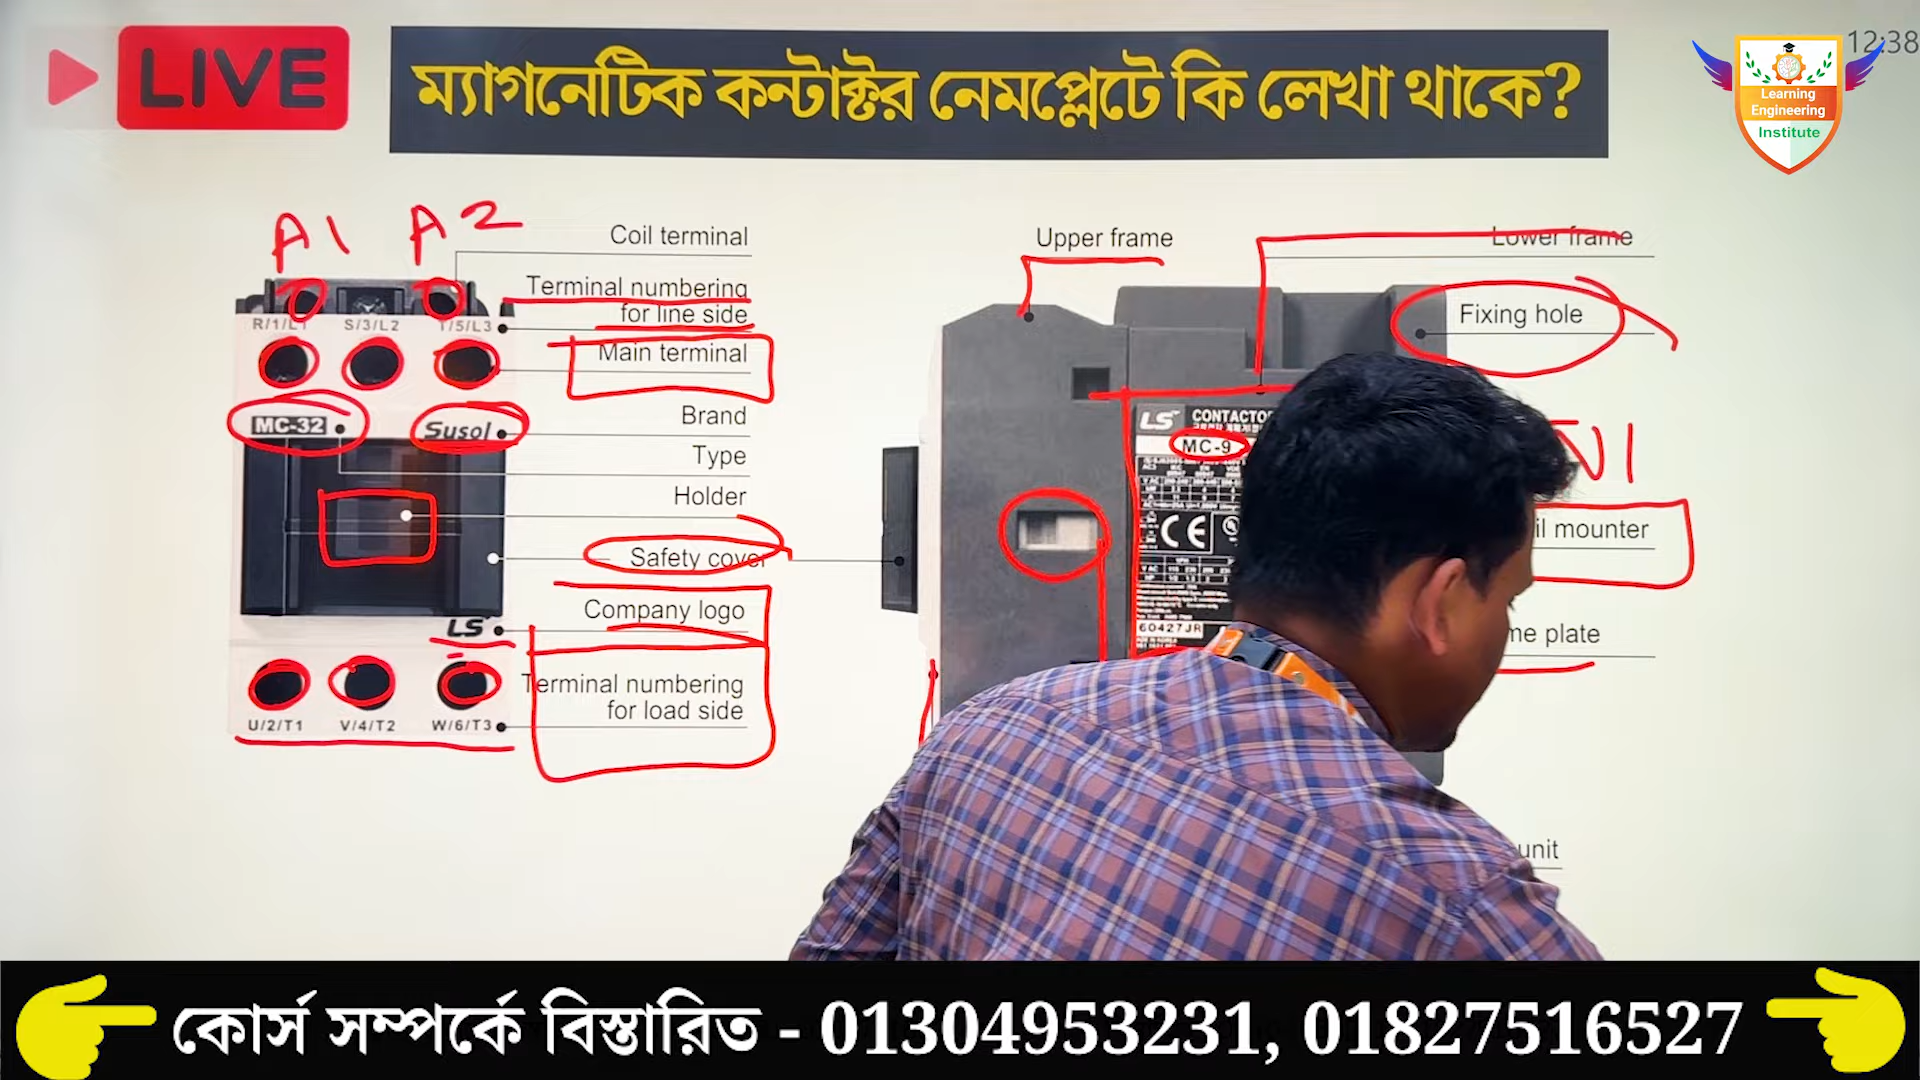 LIVE
ম্যাগনেটিক কন্টাক্টর নেমপ্লেটে কি লেখা থাকে?
12:38
Learning
Engineering
Institute
A1 A2
Coil terminal
Terminal numbering
for line side
R/1/L1 S/3/L2 T/5/L3
Main terminal
MC-32 Susol
Brand
Type
Holder
Safety cover
Company logo
LS
Terminal numbering
for load side
U/2/T1 V/4/T2 W/6/T3
Upper frame
Lower frame
Fixing hole
LS CONTACTOR
MC-9
CE
60427JR
mounter
plate
unit
কোর্স সম্পর্কে বিস্তারিত - 01304953231, 01827516527